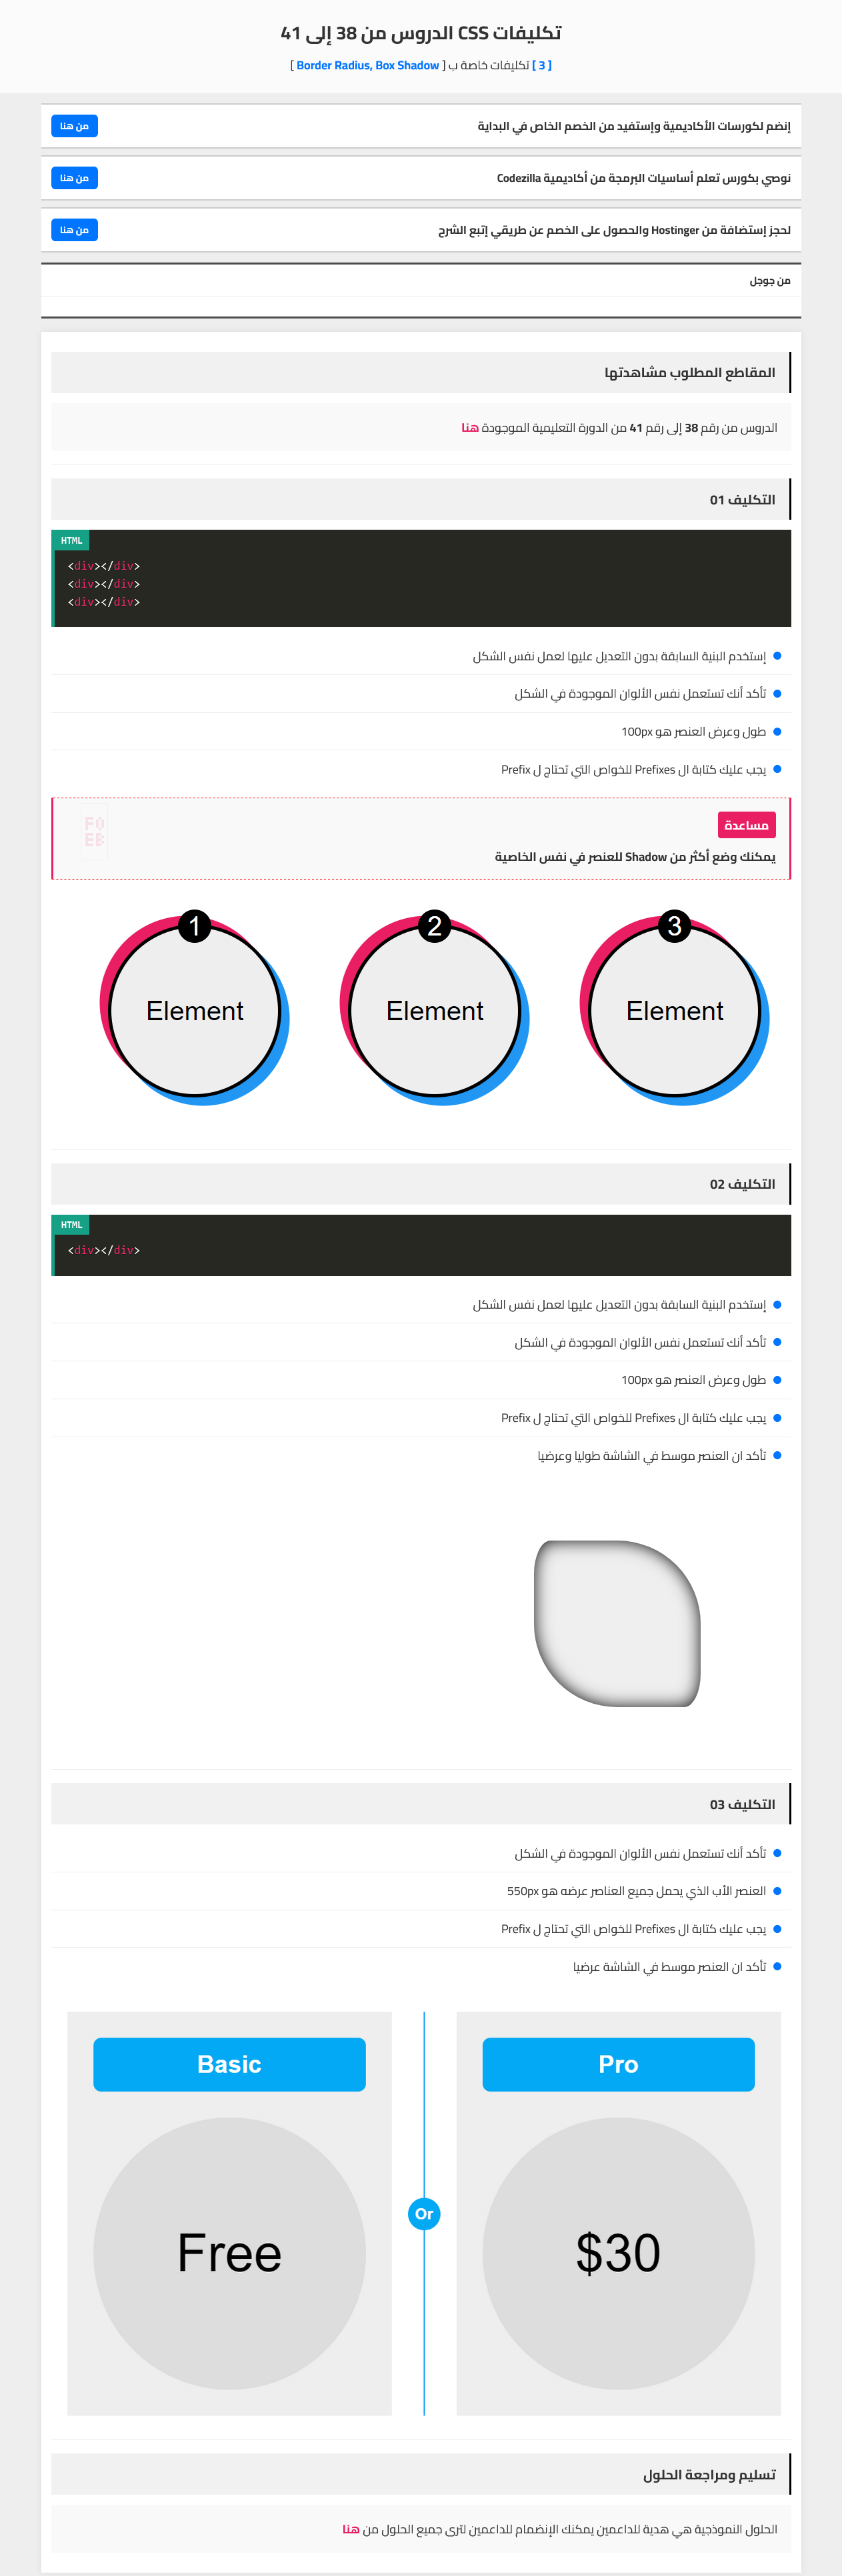 تكليفات CSS الدروس من 38 إلى 41
[ 3 ] تكليفات خاصة ب [ Border Radius, Box Shadow ]
إنضم لكورسات الأكاديمية وإستفيد من الخصم الخاص في البداية
من هنا
نوصي بكورس تعلم أساسيات البرمجة من أكاديمية Codezilla
من هنا
لحجز إستضافة من Hostinger والحصول على الخصم عن طريقي إتبع الشرح
من هنا
من جوجل
المقاطع المطلوب مشاهدتها
الدروس من رقم 38 إلى رقم 41 من الدورة التعليمية الموجودة هنا
التكليف 01
HTML
<div></div>
<div></div>
<div></div>
إستخدم البنية السابقة بدون التعديل عليها لعمل نفس الشكل
تأكد أنك تستعمل نفس الألوان الموجودة في الشكل
طول وعرض العنصر هو 100px
يجب عليك كتابة ال Prefixes للخواص التي تحتاج ل Prefix
مساعدة
يمكنك وضع أكثر من Shadow للعنصر في نفس الخاصية
F0
EB
1 2 3
Element Element Element
التكليف 02
HTML
<div></div>
إستخدم البنية السابقة بدون التعديل عليها لعمل نفس الشكل
تأكد أنك تستعمل نفس الألوان الموجودة في الشكل
طول وعرض العنصر هو 100px
يجب عليك كتابة ال Prefixes للخواص التي تحتاج ل Prefix
تأكد ان العنصر موسط في الشاشة طوليا وعرضيا
التكليف 03
تأكد أنك تستعمل نفس الألوان الموجودة في الشكل
العنصر الأب الذي يحمل جميع العناصر عرضه هو 550px
يجب عليك كتابة ال Prefixes للخواص التي تحتاج ل Prefix
تأكد ان العنصر موسط في الشاشة عرضيا
Basic Pro
Or
Free $30
تسليم ومراجعة الحلول
الحلول النموذجية هي هدية للداعمين يمكنك الإنضمام للداعمين لترى جميع الحلول من هنا